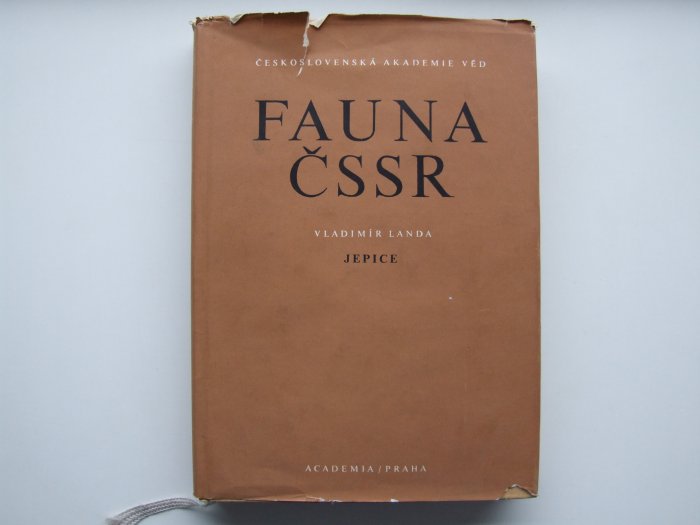 ČESKOSLOVENSKÁ AKADEMIE VĚD
FAUNA
ČSSR
VLADIMÍR LANDA
JEPICE
ACADEMIA/PRAHA